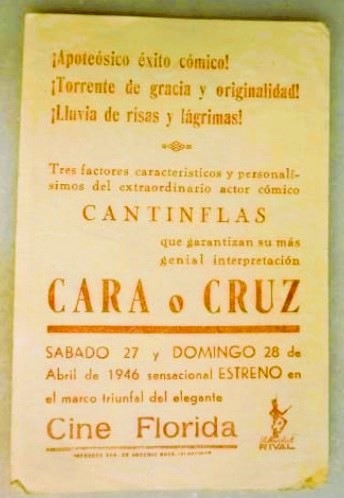 ¡Apoteósico éxito cómico!
¡Torrente de gracia y originalidad!
¡Lluvia de risas y lágrimas!
Tres factores caracteristicos y personalí-
simos del extraordinario actor cómico
CANTINFLAS
que garantizan su más
genial interpretación
CARA o CRUZ
SABADO 27 y DOMINGO 28 de
Abril de 1946 sensacional ESTRENO en
el marco triunfal del elegante
Cine Florida
RIVAL